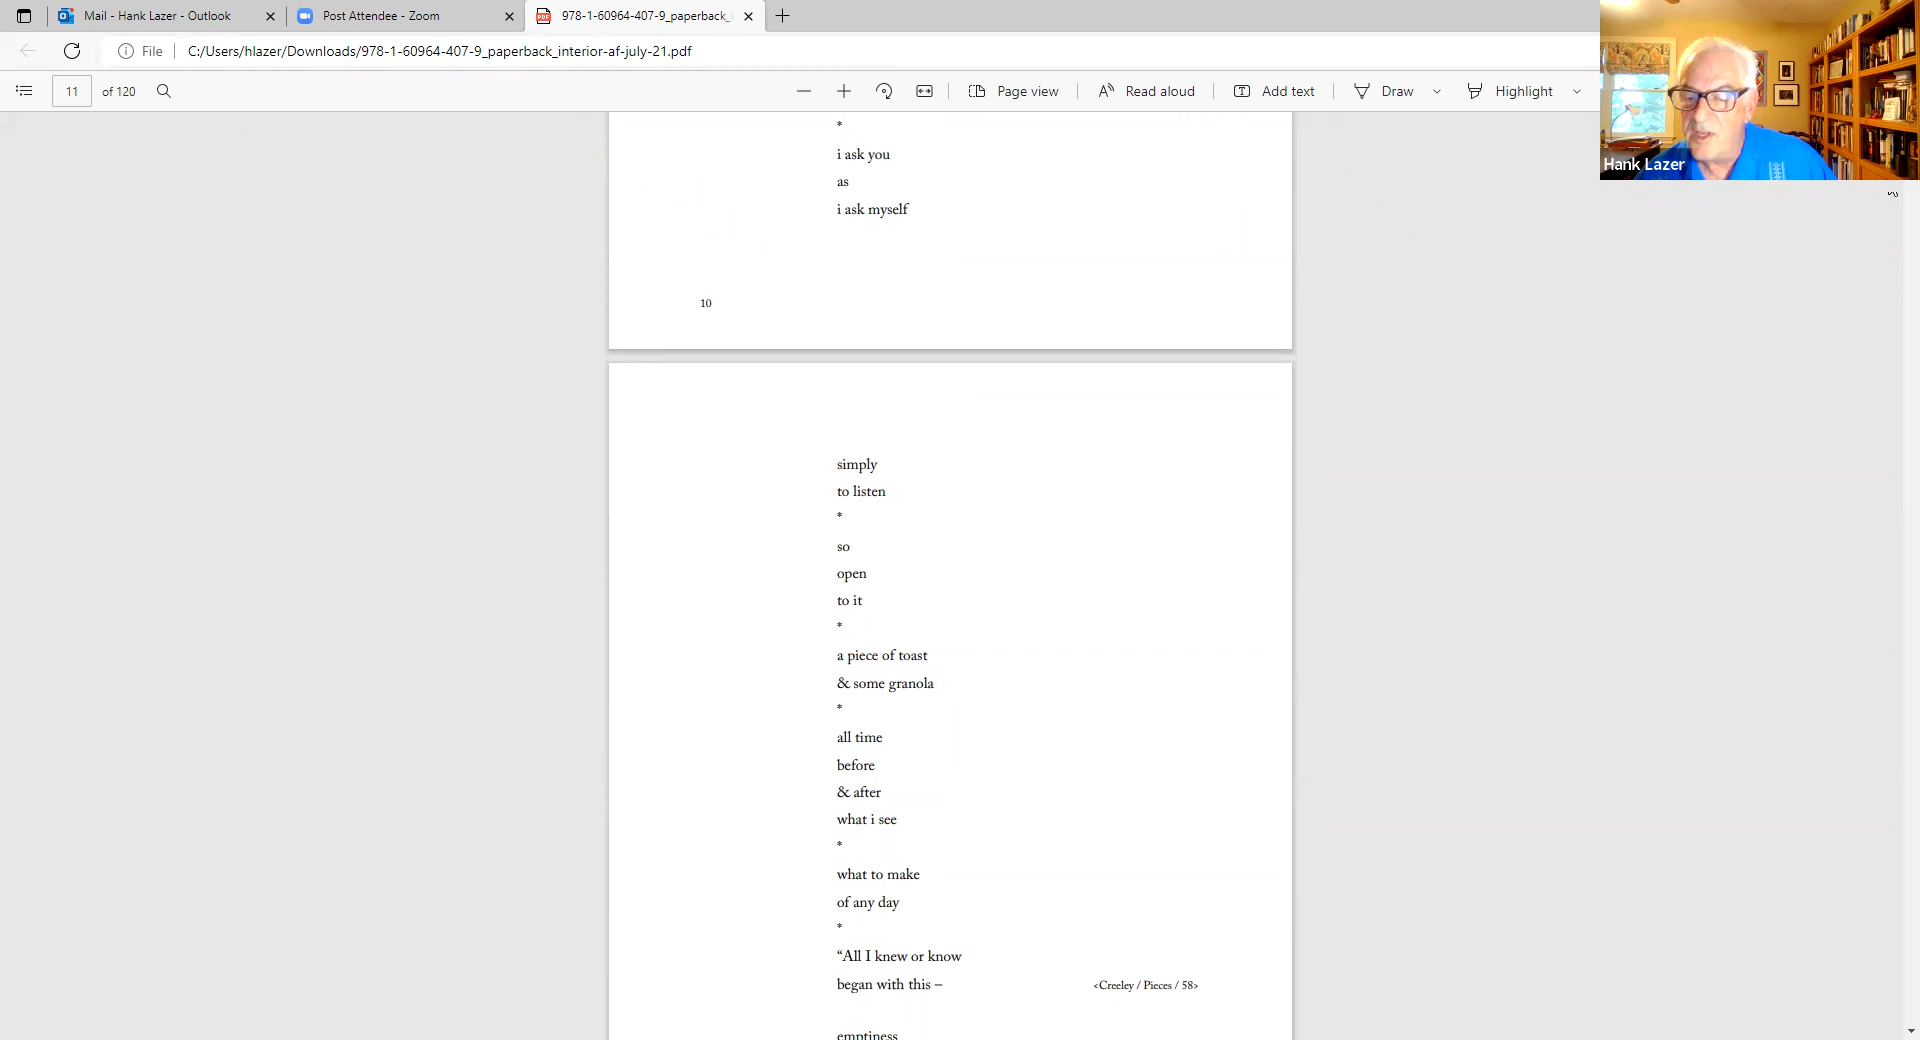 Mail - Hank Lazer - Outlook
Post Attendee - Zoom
978-1-60964-407-9_paperback_i
File
C:/Users/hlazer/Downloads/978-1-60964-407-9_paperback_interior-af-july-21.pdf
11 of 120
Page view
Read aloud
Add text
Draw
Highlight
Hank Lazer
*
i ask you
as
i ask myself
10
simply
to listen
*
so
open
to it
*
a piece of toast
& some granola
*
all time
before
& after
what i see
*
what to make
of any day
*
“All I knew or know
began with this – <Creeley / Pieces / 58>
emptiness